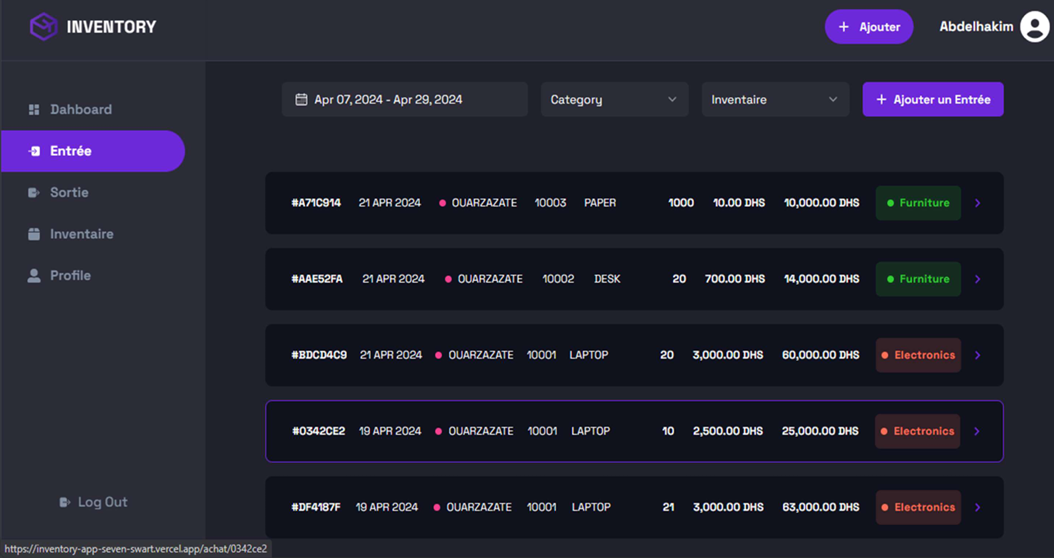 INVENTORY
+ Ajouter
Abdelhakim
Dahboard
Entrée
Sortie
Inventaire
Profile
Log Out
Apr 07, 2024 - Apr 29, 2024
Category
Inventaire
+ Ajouter un Entrée
#A71C914 21 APR 2024 OUARZAZATE 10003 PAPER 1000 10.00 DHS 10,000.00 DHS Furniture
#AAE52FA 21 APR 2024 OUARZAZATE 10002 DESK 20 700.00 DHS 14,000.00 DHS Furniture
#BDCD4C9 21 APR 2024 OUARZAZATE 10001 LAPTOP 20 3,000.00 DHS 60,000.00 DHS Electronics
#0342CE2 19 APR 2024 OUARZAZATE 10001 LAPTOP 10 2,500.00 DHS 25,000.00 DHS Electronics
#DF4187F 19 APR 2024 OUARZAZATE 10001 LAPTOP 21 3,000.00 DHS 63,000.00 DHS Electronics
https://inventory-app-seven-swart.vercel.app/achat/0342ce2